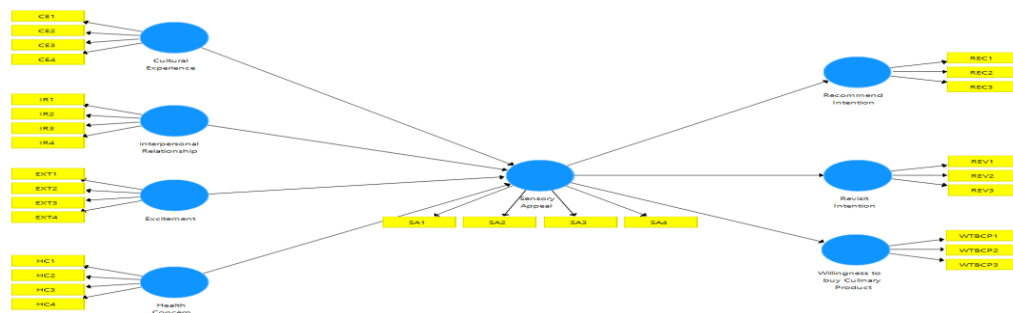 CE1
CE2
CE3
CE4
Cultural
Experience
IR1
IR2
IR3
IR4
Interpersonal
Relationship
EXT1
EXT2
EXT3
EXT4
Excitement
HC1
HC2
HC3
HC4
Health
Concern
Sensory
Appeal
SA1
SA2
SA3
SA4
Recommend
Intention
REC1
REC2
REC3
Revisit
Intention
REV1
REV2
REV3
Willingness to
buy Culinary
Product
WTBCP1
WTBCP2
WTBCP3